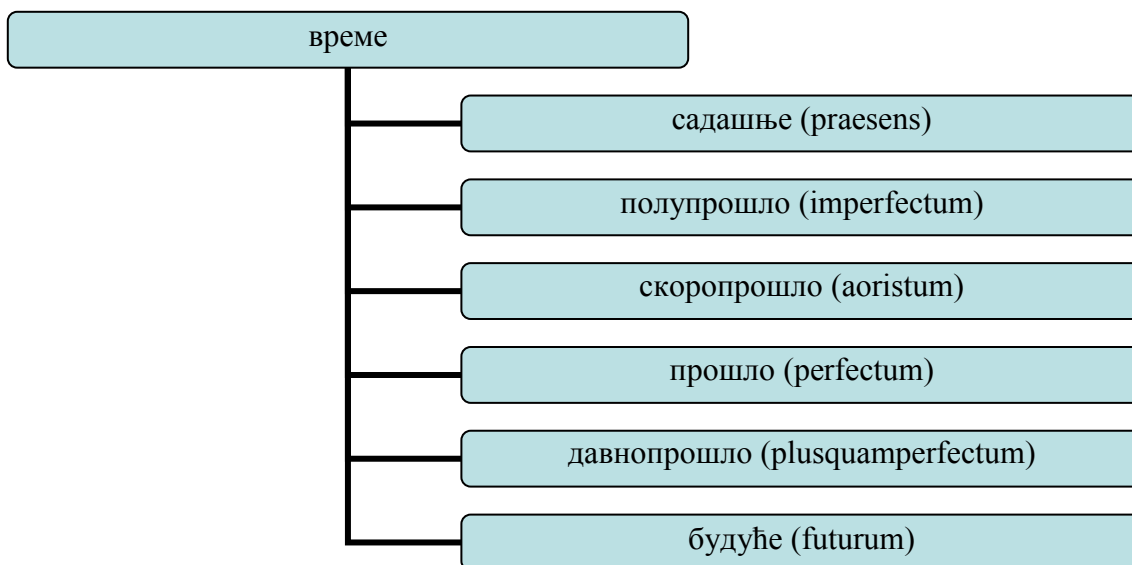 време
садашње (praesens)
полупрошло (imperfectum)
скоропрошло (aoristum)
прошло (perfectum)
давнопрошло (plusquamperfectum)
будуће (futurum)